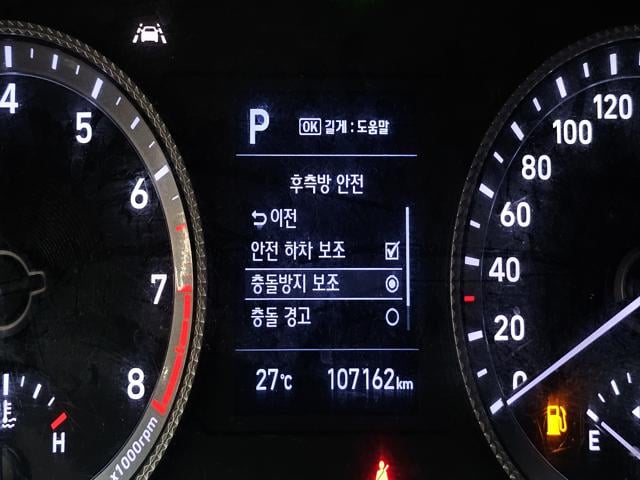 P
OK 길게 : 도움말
후측방 안전
이전
안전 하차 보조
충돌방지 보조
충돌 경고
27℃ 107162km
4
5
6
7
8
x1000rpm
H
120
100
80
60
40
20
0
E